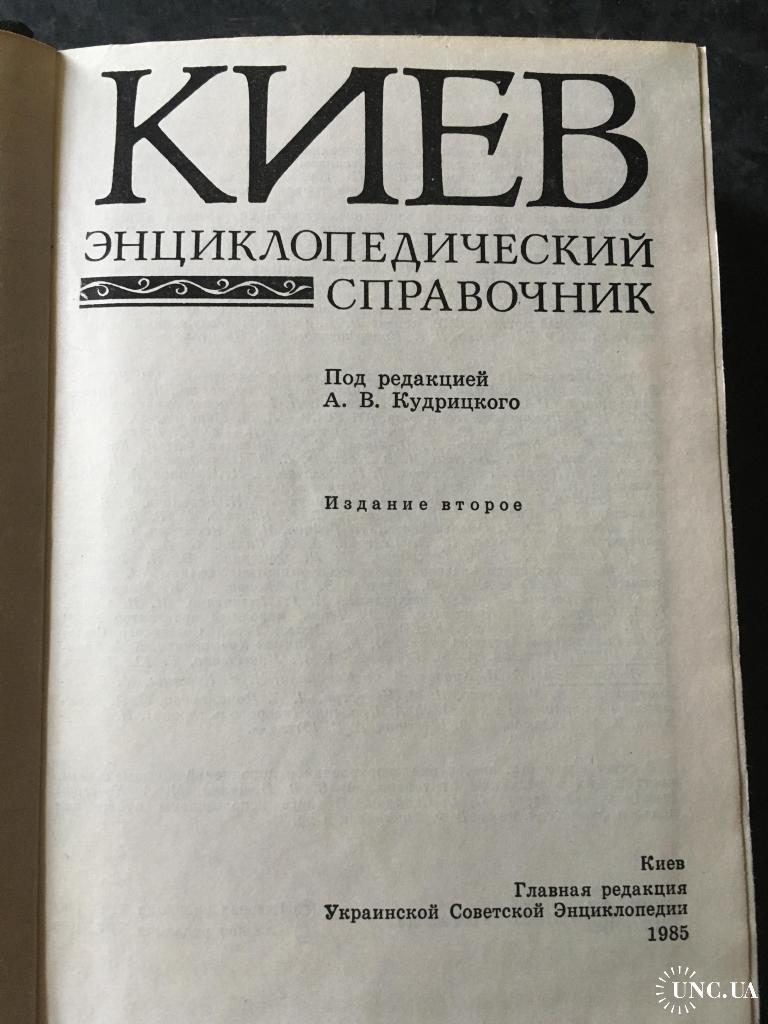 КИЕВ
ЭНЦИКЛОПЕДИЧЕСКИЙ
СПРАВОЧНИК
Под редакцией
А. В. Кудрицкого
Издание второе
Киев
Главная редакция
Украинской Советской Энциклопедии
1985
UNC.UA